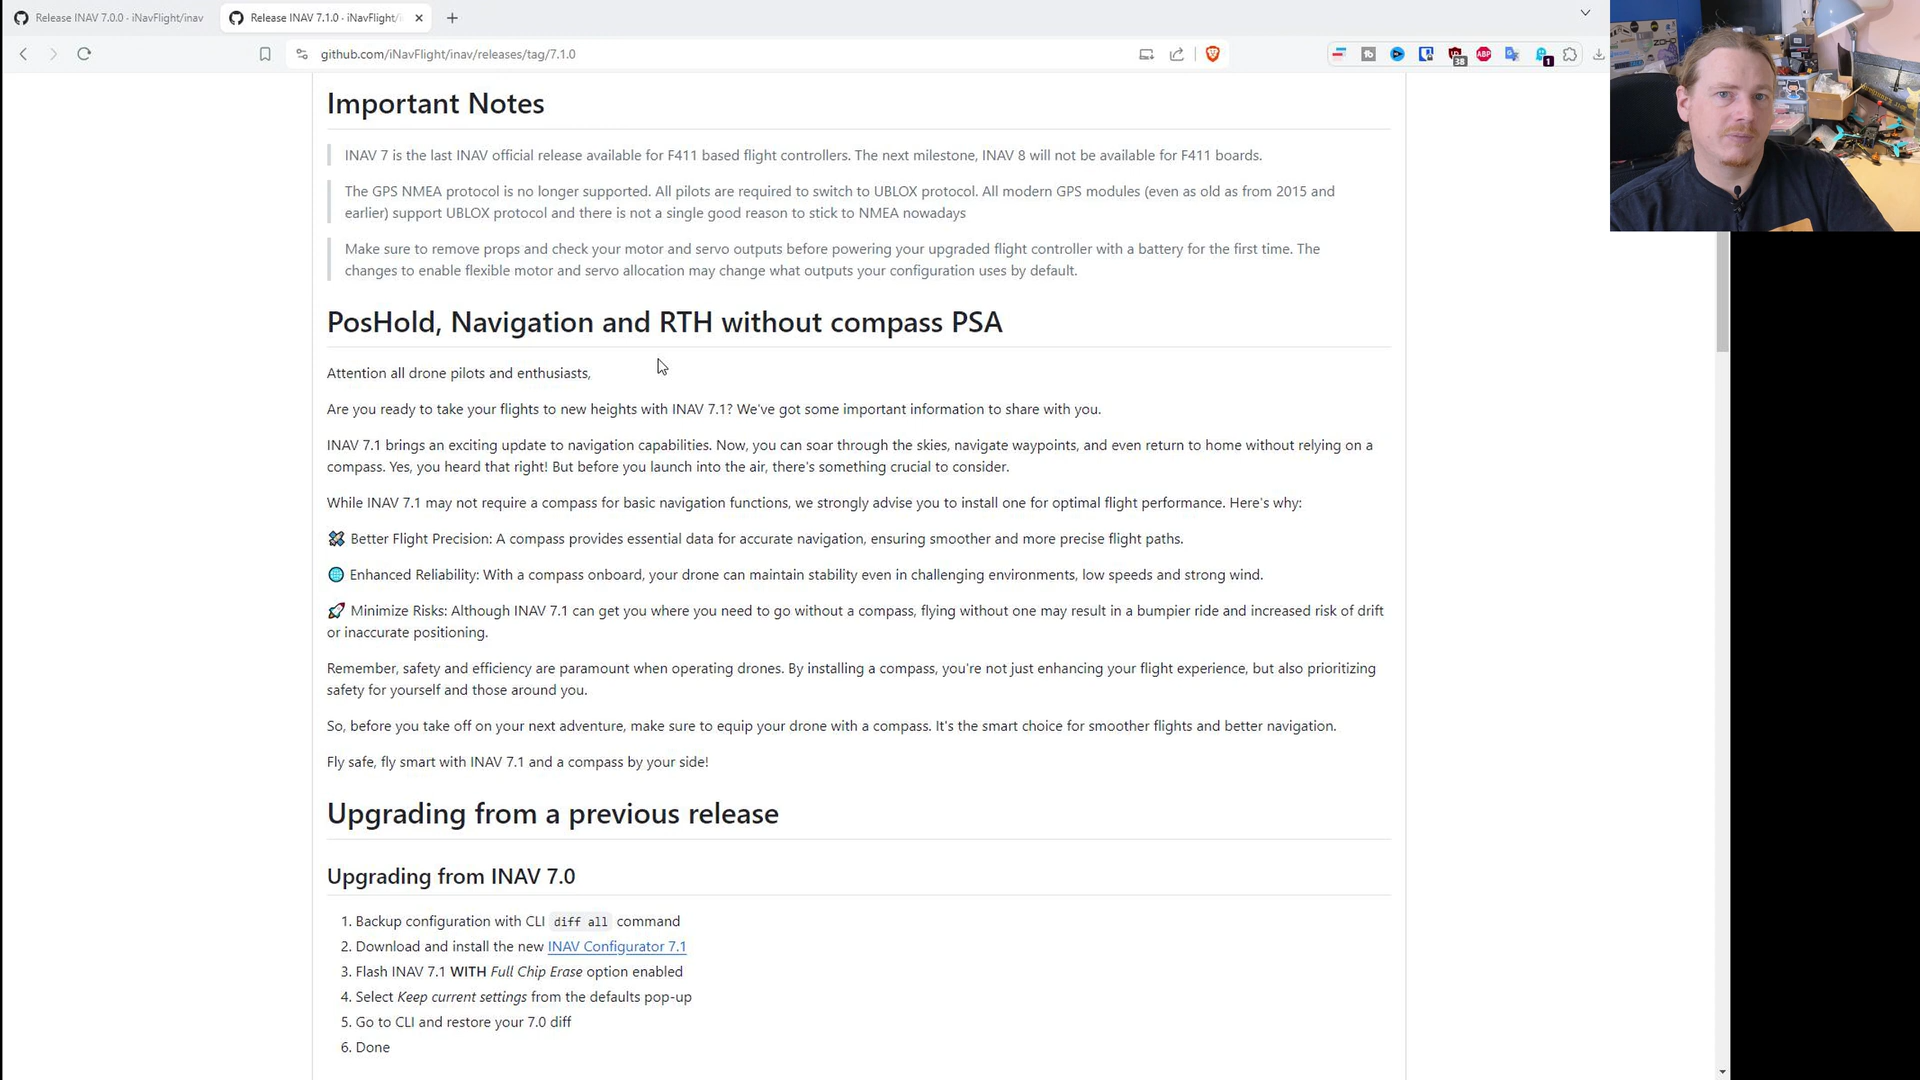 Release INAV 7.0.0 · iNavFlight/inav
Release INAV 7.1.0 · iNavFlight/i
github.com/iNavFlight/inav/releases/tag/7.1.0
38
ABP
1
Important Notes
INAV 7 is the last INAV official release available for F411 based flight controllers. The next milestone, INAV 8 will not be available for F411 boards.
The GPS NMEA protocol is no longer supported. All pilots are required to switch to UBLOX protocol. All modern GPS modules (even as old as from 2015 and
earlier) support UBLOX protocol and there is not a single good reason to stick to NMEA nowadays
Make sure to remove props and check your motor and servo outputs before powering your upgraded flight controller with a battery for the first time. The
changes to enable flexible motor and servo allocation may change what outputs your configuration uses by default.
PosHold, Navigation and RTH without compass PSA
Attention all drone pilots and enthusiasts,
Are you ready to take your flights to new heights with INAV 7.1? We've got some important information to share with you.
INAV 7.1 brings an exciting update to navigation capabilities. Now, you can soar through the skies, navigate waypoints, and even return to home without relying on a
compass. Yes, you heard that right! But before you launch into the air, there's something crucial to consider.
While INAV 7.1 may not require a compass for basic navigation functions, we strongly advise you to install one for optimal flight performance. Here's why:
🛰️ Better Flight Precision: A compass provides essential data for accurate navigation, ensuring smoother and more precise flight paths.
🌐 Enhanced Reliability: With a compass onboard, your drone can maintain stability even in challenging environments, low speeds and strong wind.
🚀 Minimize Risks: Although INAV 7.1 can get you where you need to go without a compass, flying without one may result in a bumpier ride and increased risk of drift
or inaccurate positioning.
Remember, safety and efficiency are paramount when operating drones. By installing a compass, you're not just enhancing your flight experience, but also prioritizing
safety for yourself and those around you.
So, before you take off on your next adventure, make sure to equip your drone with a compass. It's the smart choice for smoother flights and better navigation.
Fly safe, fly smart with INAV 7.1 and a compass by your side!
Upgrading from a previous release
Upgrading from INAV 7.0
1. Backup configuration with CLI diff all command
2. Download and install the new INAV Configurator 7.1
3. Flash INAV 7.1 WITH Full Chip Erase option enabled
4. Select Keep current settings from the defaults pop-up
5. Go to CLI and restore your 7.0 diff
6. Done